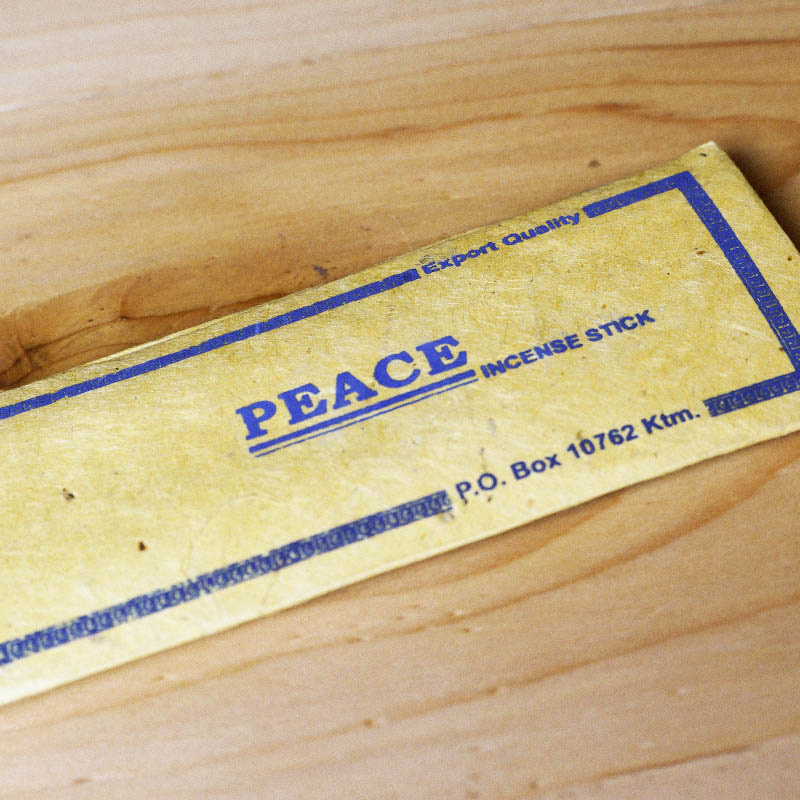 Export Quality
PEACE INCENSE STICK
P.O. Box 10762 Ktm.